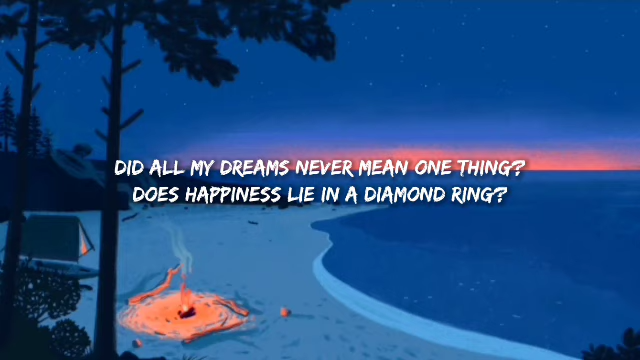 DID ALL MY DREAMS NEVER MEAN ONE THING?
DOES HAPPINESS LIE IN A DIAMOND RING?